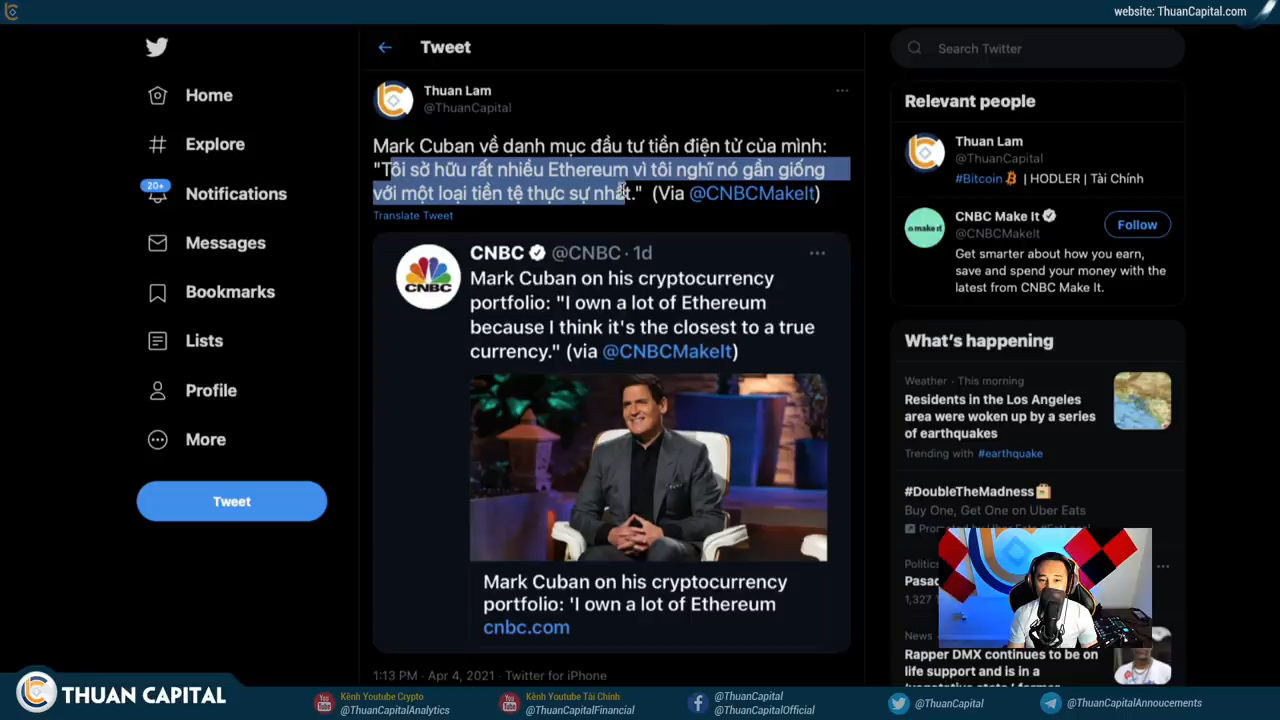 website: ThuanCapital.com
Tweet
Search Twitter
Home
Explore
20+
Notifications
Messages
Bookmarks
Lists
Profile
More
Tweet
Thuan Lam
@ThuanCapital
Mark Cuban về danh mục đầu tư tiền điện tử của mình:
"Tôi sở hữu rất nhiều Ethereum vì tôi nghĩ nó gần giống
với một loại tiền tệ thực sự nhất." (Via @CNBCMakeIt)
Translate Tweet
CNBC @CNBC · 1d
Mark Cuban on his cryptocurrency
portfolio: "I own a lot of Ethereum
because I think it's the closest to a true
currency." (via @CNBCMakeIt)
CNBC
Mark Cuban on his cryptocurrency
portfolio: 'I own a lot of Ethereum
cnbc.com
1:13 PM · Apr 4, 2021 · Twitter for iPhone
Relevant people
Thuan Lam
@ThuanCapital
#Bitcoin | HODLER | Tài Chính
make it
CNBC Make It
@CNBCMakeIt
Follow
Get smarter about how you earn,
save and spend your money with the
latest from CNBC Make It.
What's happening
Weather · This morning
Residents in the Los Angeles
area were woken up by a series
of earthquakes
Trending with #earthquake
#DoubleTheMadness
Buy One, Get One on Uber Eats
Politics
1,327
News
Rapper DMX continues to be on
life support and is in a
THUAN CAPITAL
Kênh Youtube Crypto
@ThuanCapitalAnalytics
Kênh Youtube Tài Chính
@ThuanCapitalFinancial
@ThuanCapital
@ThuanCapitalOfficial
@ThuanCapital
@ThuanCapitalAnnoucements